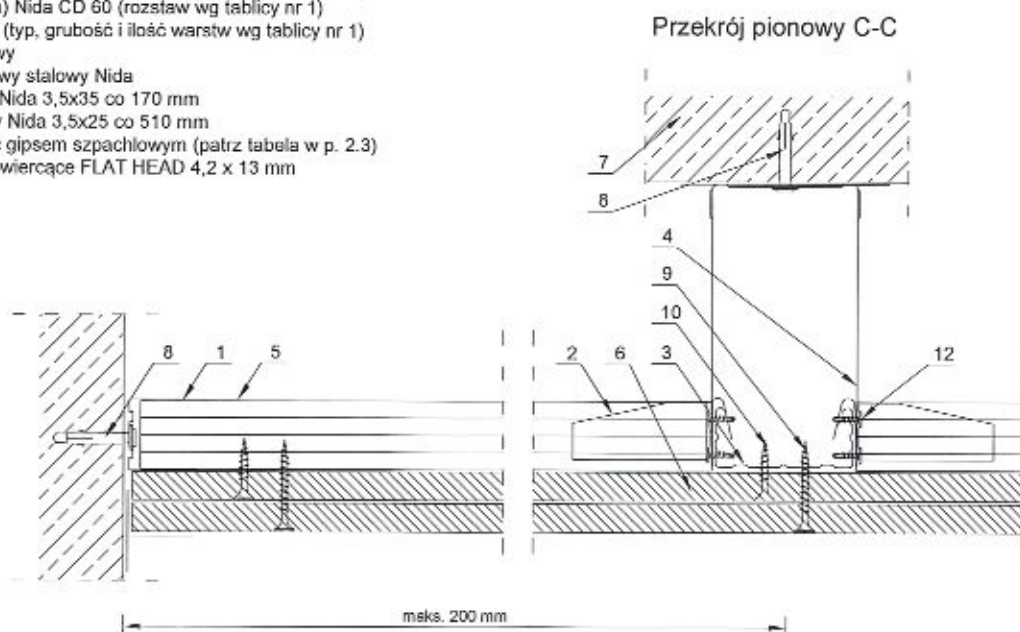 Nida CD 60 (rozstaw wg tablicy nr 1)
(typ, grubość i ilość warstw wg tablicy nr 1)
wy
wy stalowy Nida
Nida 3,5x35 co 170 mm
Nida 3,5x25 co 510 mm
gipsem szpachlowym (patrz tabela w p. 2.3)
wiercące FLAT HEAD 4,2 x 13 mm
Przekrój pionowy C-C
7
8
4
9
10
8 1 5 2 6 3 12
maks. 200 mm